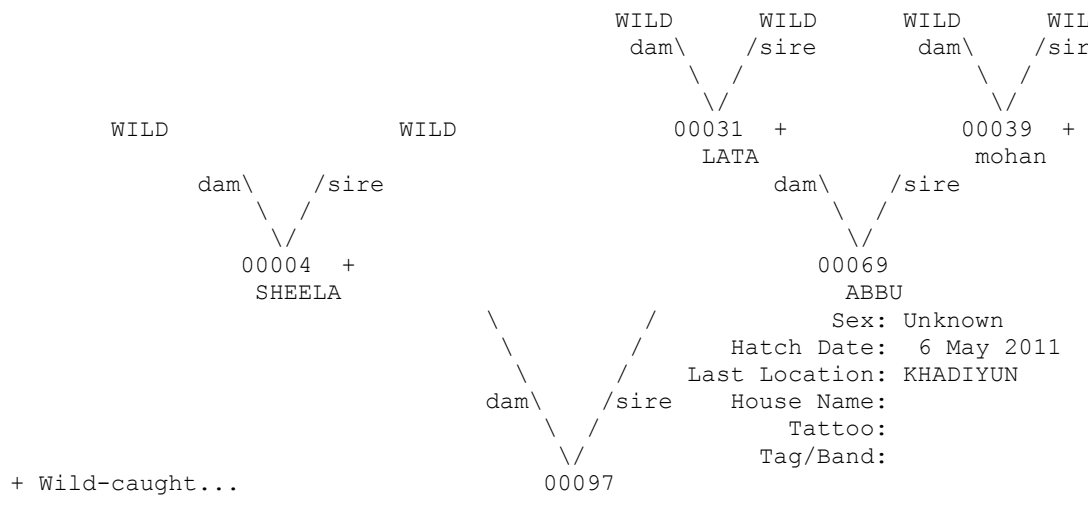 WILD WILD WILD WIL
dam\ /sire dam\ /sir
\ / \ /
\/ \/
WILD WILD 00031 + 00039 +
LATA mohan
dam\ /sire dam\ /sire
\ / \ /
\/ \/
00004 + 00069
SHEELA ABBU
\ / Sex: Unknown
\ / Hatch Date: 6 May 2011
\ / Last Location: KHADIYUN
dam\ /sire House Name:
\ / Tattoo:
\/ Tag/Band:
+ Wild-caught... 00097